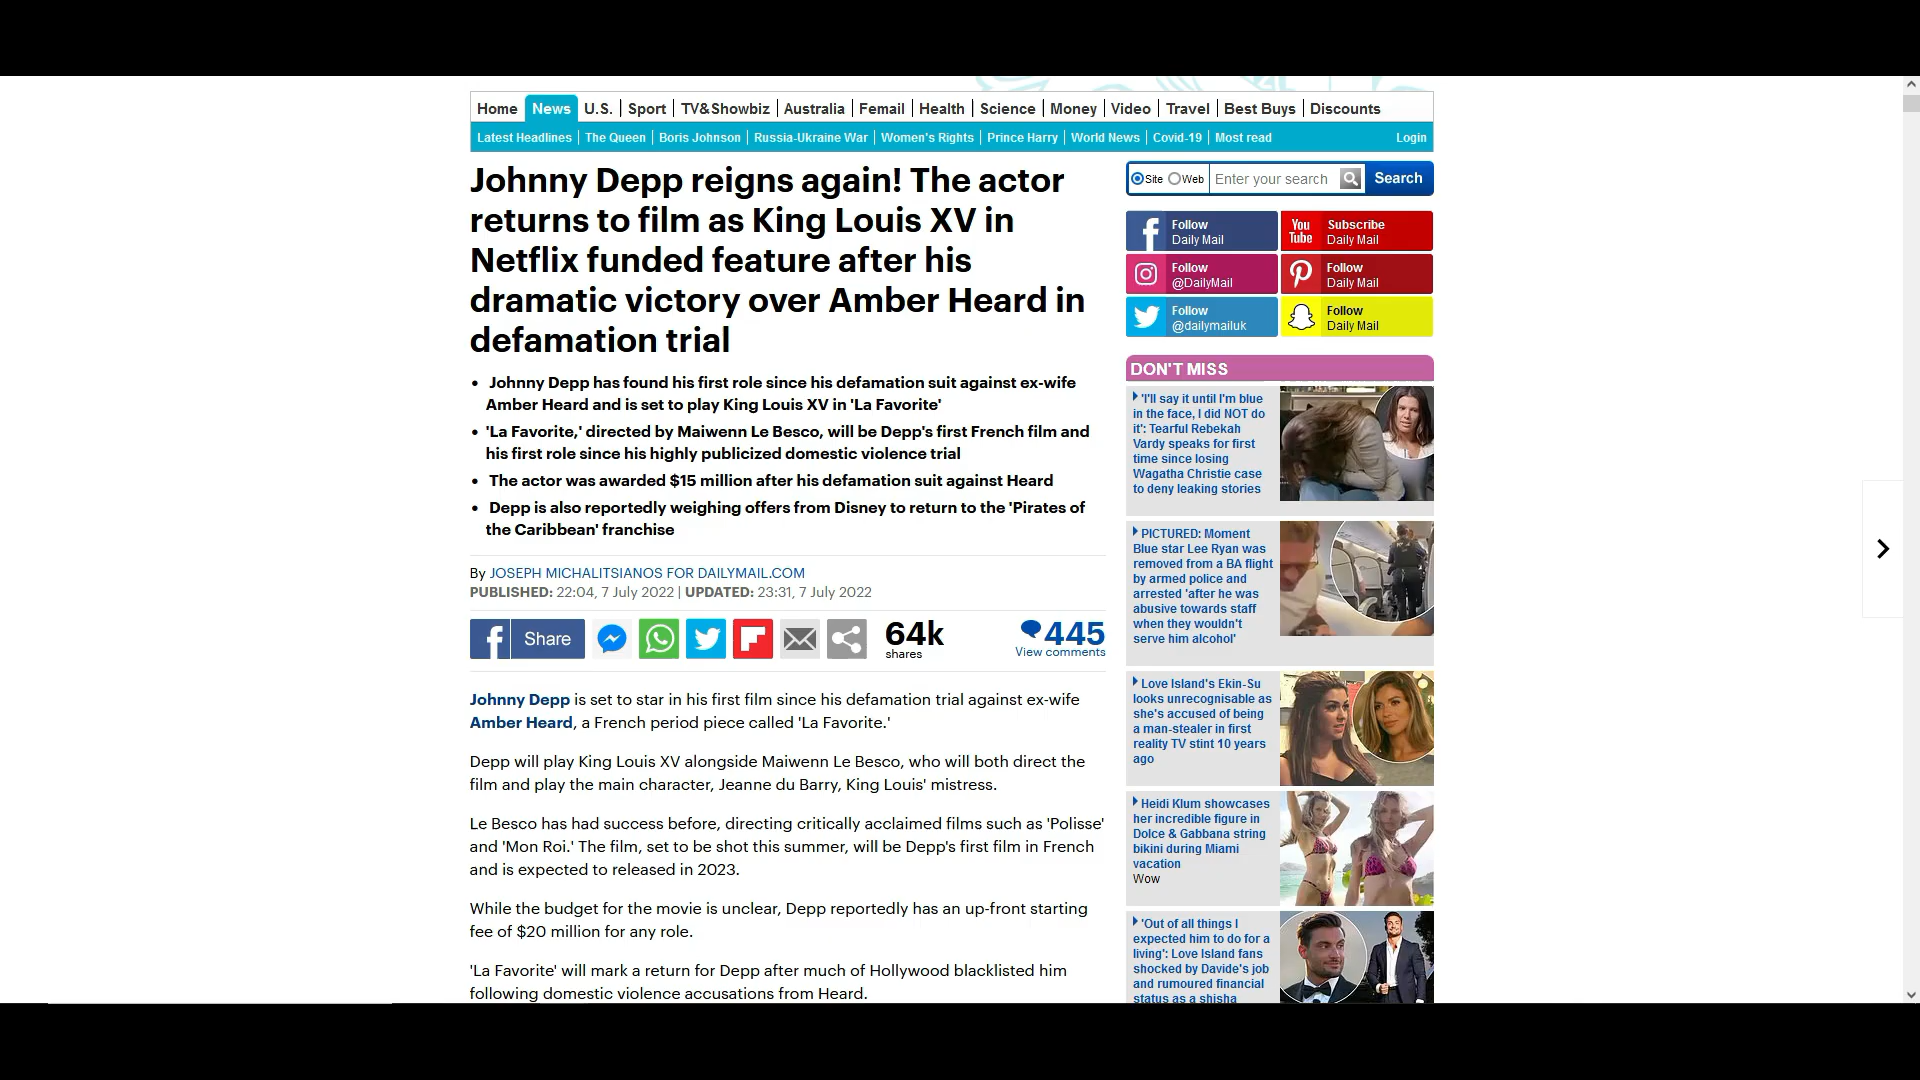 Home News U.S. Sport TV&Showbiz Australia Femail Health Science Money Video Travel Best Buys Discounts
Latest Headlines The Queen Boris Johnson Russia-Ukraine War Women's Rights Prince Harry World News Covid-19 Most read Login
Johnny Depp reigns again! The actor
returns to film as King Louis XV in
Netflix funded feature after his
dramatic victory over Amber Heard in
defamation trial
• Johnny Depp has found his first role since his defamation suit against ex-wife
Amber Heard and is set to play King Louis XV in 'La Favorite'
• 'La Favorite,' directed by Maiwenn Le Besco, will be Depp's first French film and
his first role since his highly publicized domestic violence trial
• The actor was awarded $15 million after his defamation suit against Heard
• Depp is also reportedly weighing offers from Disney to return to the 'Pirates of
the Caribbean' franchise
By JOSEPH MICHALITSIANOS FOR DAILYMAIL.COM
PUBLISHED: 22:04, 7 July 2022 | UPDATED: 23:31, 7 July 2022
Share
64k
shares
445
View comments
Johnny Depp is set to star in his first film since his defamation trial against ex-wife
Amber Heard, a French period piece called 'La Favorite.'
Depp will play King Louis XV alongside Maiwenn Le Besco, who will both direct the
film and play the main character, Jeanne du Barry, King Louis' mistress.
Le Besco has had success before, directing critically acclaimed films such as 'Polisse'
and 'Mon Roi.' The film, set to be shot this summer, will be Depp's first film in French
and is expected to released in 2023.
While the budget for the movie is unclear, Depp reportedly has an up-front starting
fee of $20 million for any role.
'La Favorite' will mark a return for Depp after much of Hollywood blacklisted him
following domestic violence accusations from Heard.
Site Web Enter your search Search
Follow
Daily Mail
You
Tube
Subscribe
Daily Mail
Follow
@DailyMail
Follow
Daily Mail
Follow
@dailymailuk
Follow
Daily Mail
DON'T MISS
'I'll say it until I'm blue
in the face, I did NOT do
it': Tearful Rebekah
Vardy speaks for first
time since losing
Wagatha Christie case
to deny leaking stories
PICTURED: Moment
Blue star Lee Ryan was
removed from a BA flight
by armed police and
arrested 'after he was
abusive towards staff
when they wouldn't
serve him alcohol'
Love Island's Ekin-Su
looks unrecognisable as
she's accused of being
a man-stealer in first
reality TV stint 10 years
ago
Heidi Klum showcases
her incredible figure in
Dolce & Gabbana string
bikini during Miami
vacation
Wow
'Out of all things I
expected him to do for a
living': Love Island fans
shocked by Davide's job
and rumoured financial
status as a shisha